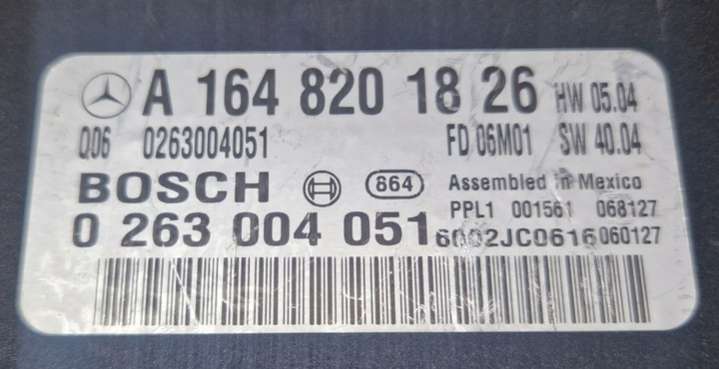 A 164 820 18 26 HW 05.04
Q06 0263004051 FD 06M01 SW 40.04
BOSCH 864 Assembled in Mexico
PPL1 001561 068127
0 263 004 051 6002JC0616 060127